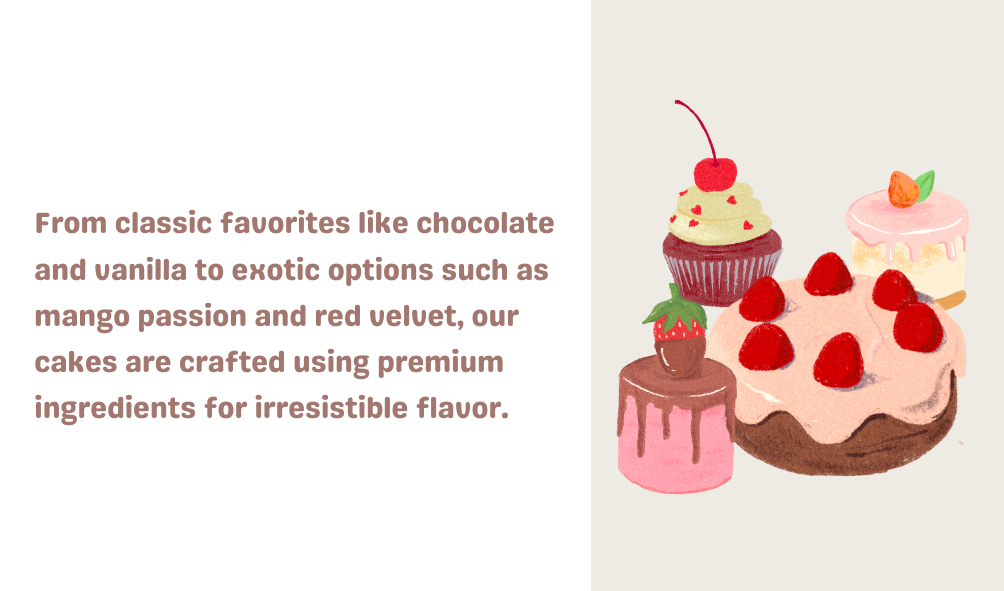 From classic favorites like chocolate
and vanilla to exotic options such as
mango passion and red velvet, our
cakes are crafted using premium
ingredients for irresistible flavor.